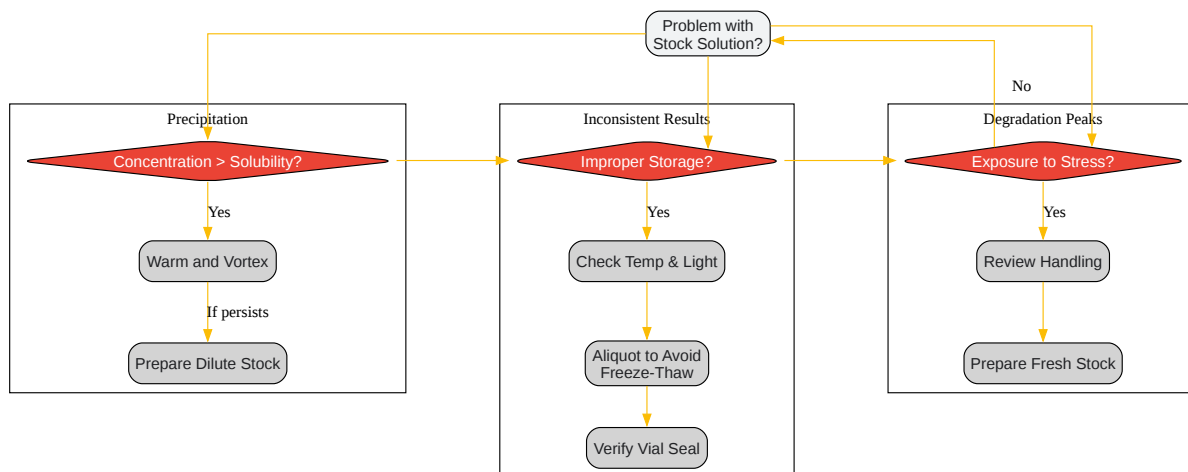 Problem with
Stock Solution?
No
Precipitation
Concentration > Solubility?
Yes
Warm and Vortex
If persists
Prepare Dilute Stock
Inconsistent Results
Improper Storage?
Yes
Check Temp & Light
Aliquot to Avoid
Freeze-Thaw
Verify Vial Seal
Degradation Peaks
Exposure to Stress?
Yes
Review Handling
Prepare Fresh Stock